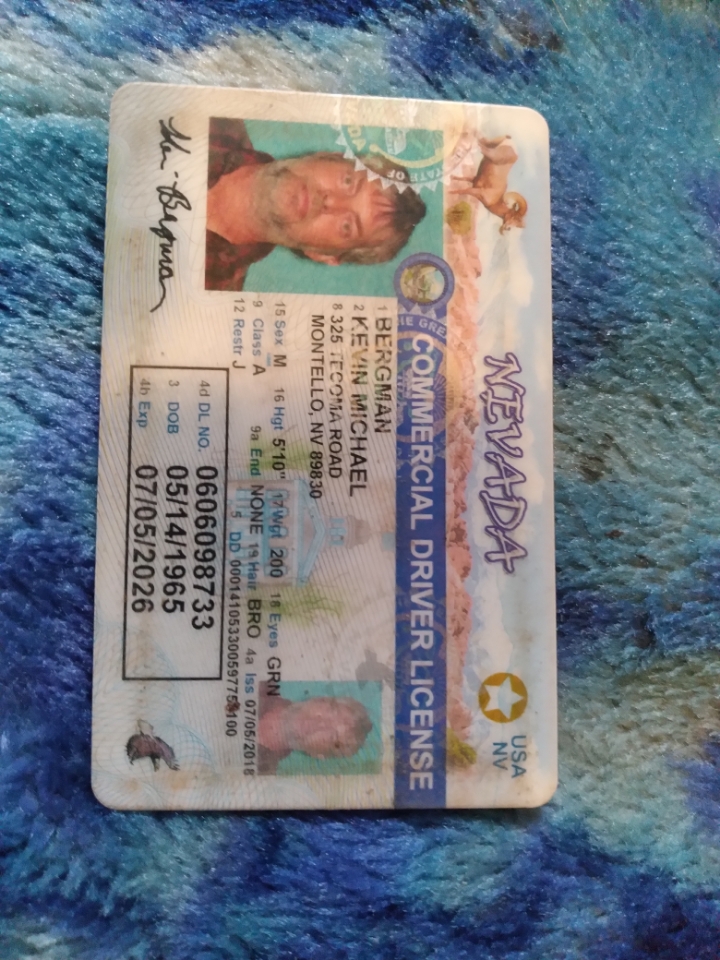 NEVADA
USA
NV
COMMERCIAL DRIVER LICENSE
1 BERGMAN
2 KEVIN MICHAEL
8 325 TECOMA ROAD
MONTELLO, NV 89830
15 Sex M 16 Hgt 5'10" 17 Wgt 200 18 Eyes GRN
9 Class A 9a End NONE 19 Hair BRO 4a Iss 07/05/2018
12 Restr J 5 DD
4d DL NO. 0606098733
3 DOB 05/14/1965
4b Exp 07/05/2026